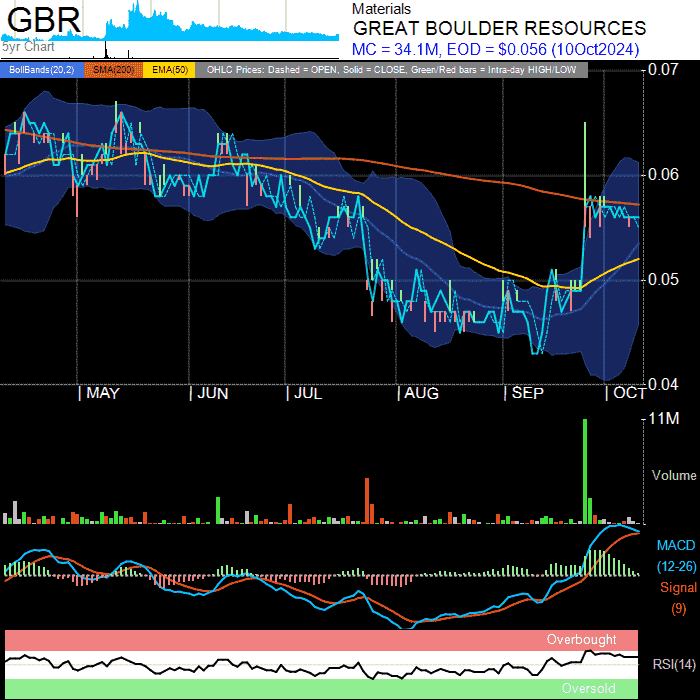 GBR
5yr Chart
Materials
GREAT BOULDER RESOURCES
MC = 34.1M, EOD = $0.056 (10Oct2024)
BollBands(20,2) SMA(200) EMA(50) OHLC Prices: Dashed = OPEN, Solid = CLOSE, Green/Red bars = Intra-day HIGH/LOW
0.07
0.06
0.05
0.04
| MAY | JUN | JUL | AUG | SEP | OCT
11M
Volume
MACD
(12-26)
Signal
(9)
Overbought
RSI(14)
Oversold